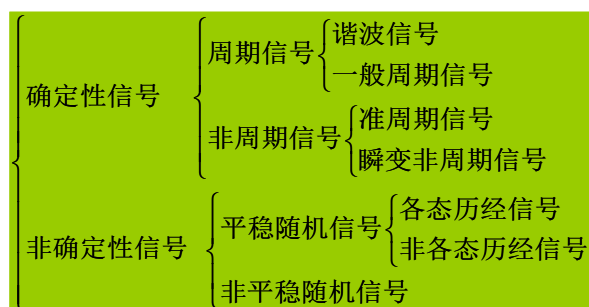 确定性信号
周期信号
谐波信号
一般周期信号
非周期信号
准周期信号
瞬变非周期信号
非确定性信号
平稳随机信号
各态历经信号
非各态历经信号
非平稳随机信号